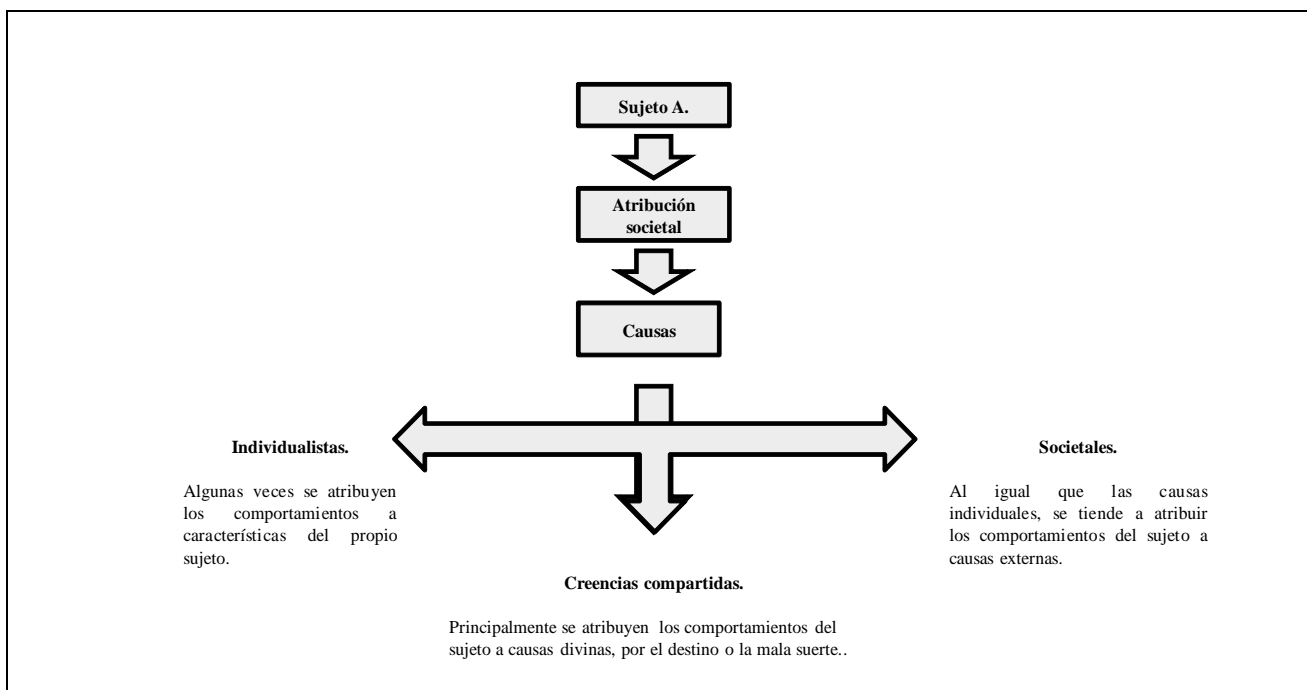 Sujeto A.
Atribución
societal
Causas
Individualistas.
Algunas veces se atribuyen
los comportamientos a
características del propio
sujeto.
Societales.
Al igual que las causas
individuales, se tiende a atribuir
los comportamientos del sujeto a
causas externas.
Creencias compartidas.
Principalmente se atribuyen los comportamientos del
sujeto a causas divinas, por el destino o la mala suerte..